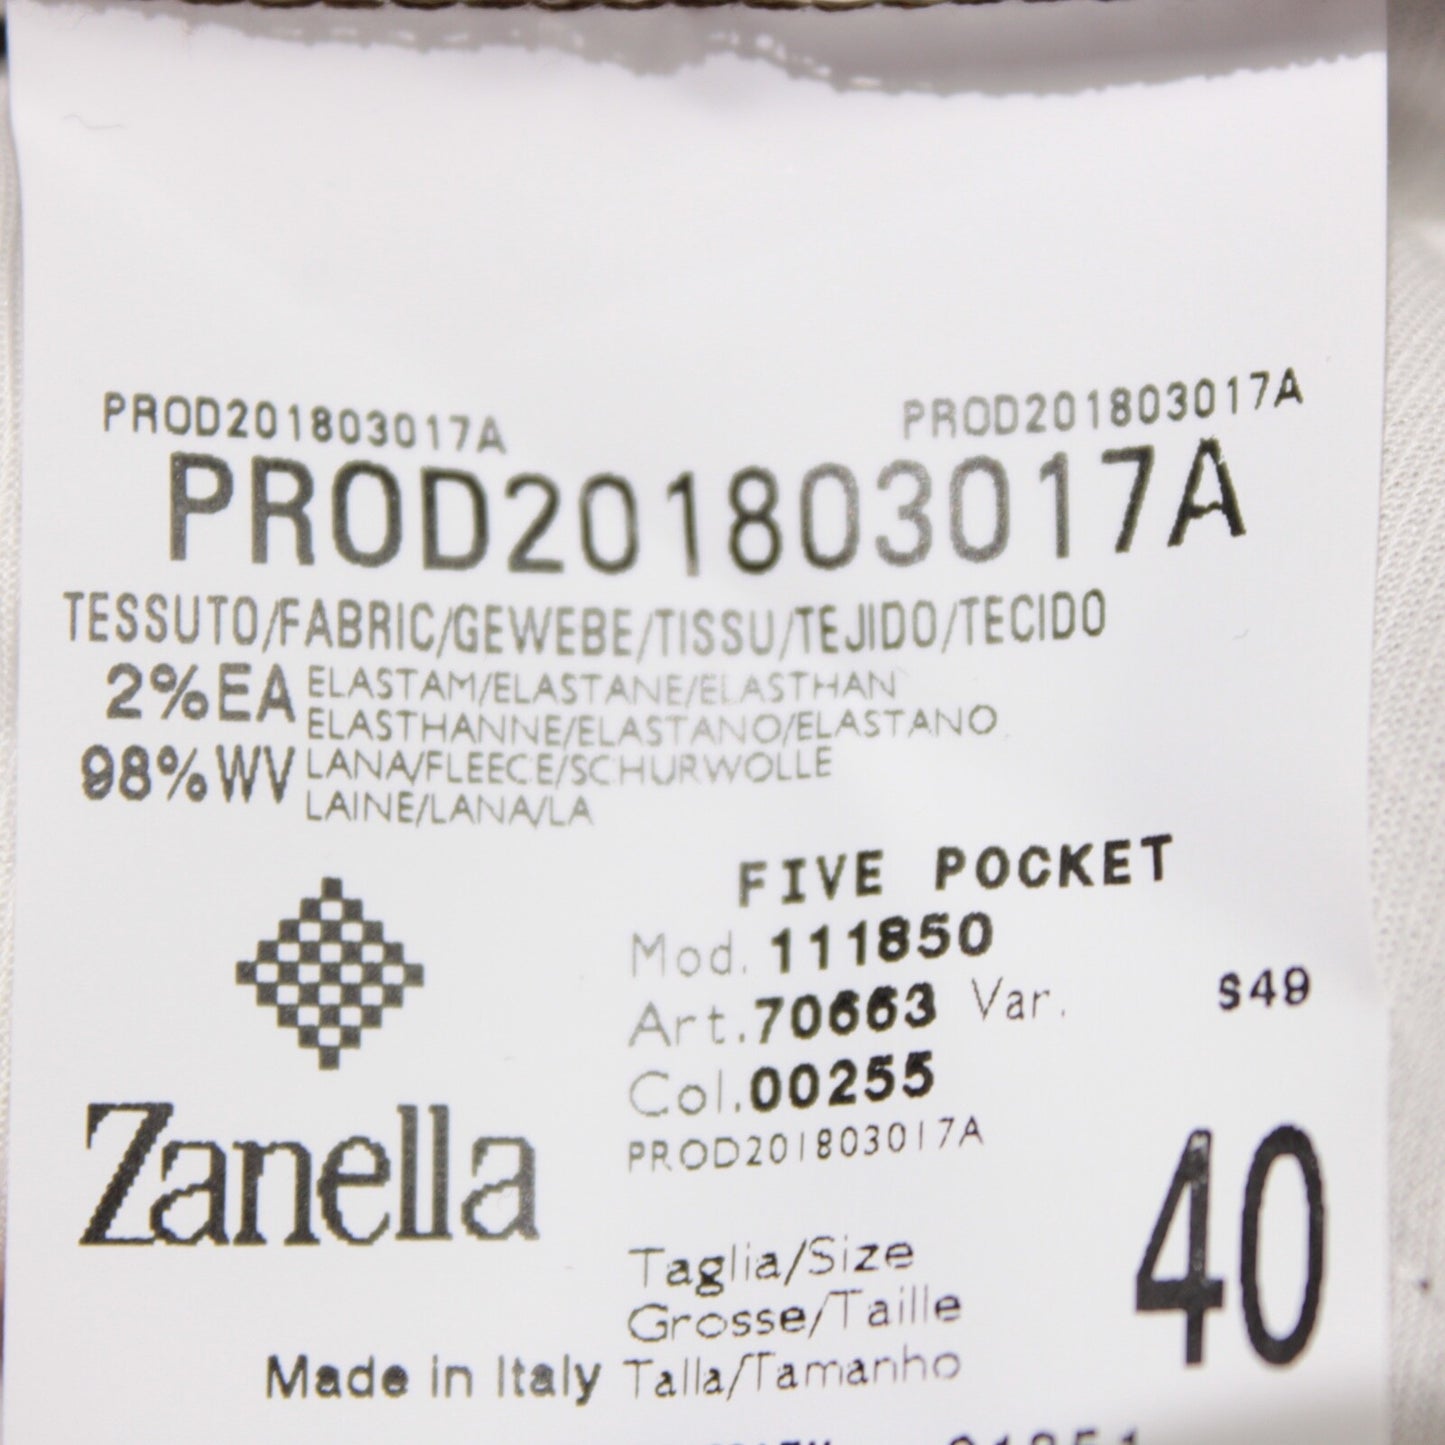 PROD201803017A PROD201803017A
PROD201803017A
TESSUTO/FABRIC/GEWEBE/TISSU/TEJIDO/TECIDO
2%EA ELASTAM/ELASTANE/ELASTHAN
ELASTHANNE/ELASTANO/ELASTANO
98%WV LANA/FLEECE/SCHURWOLLE
LAINE/LANA/LA
FIVE POCKET
Mod. 111850
Art.70663 Var. S49
Col.00255
PROD201803017A
Zanella
40
Taglia/Size
Grosse/Taille
Made in Italy Talla/Tamanho